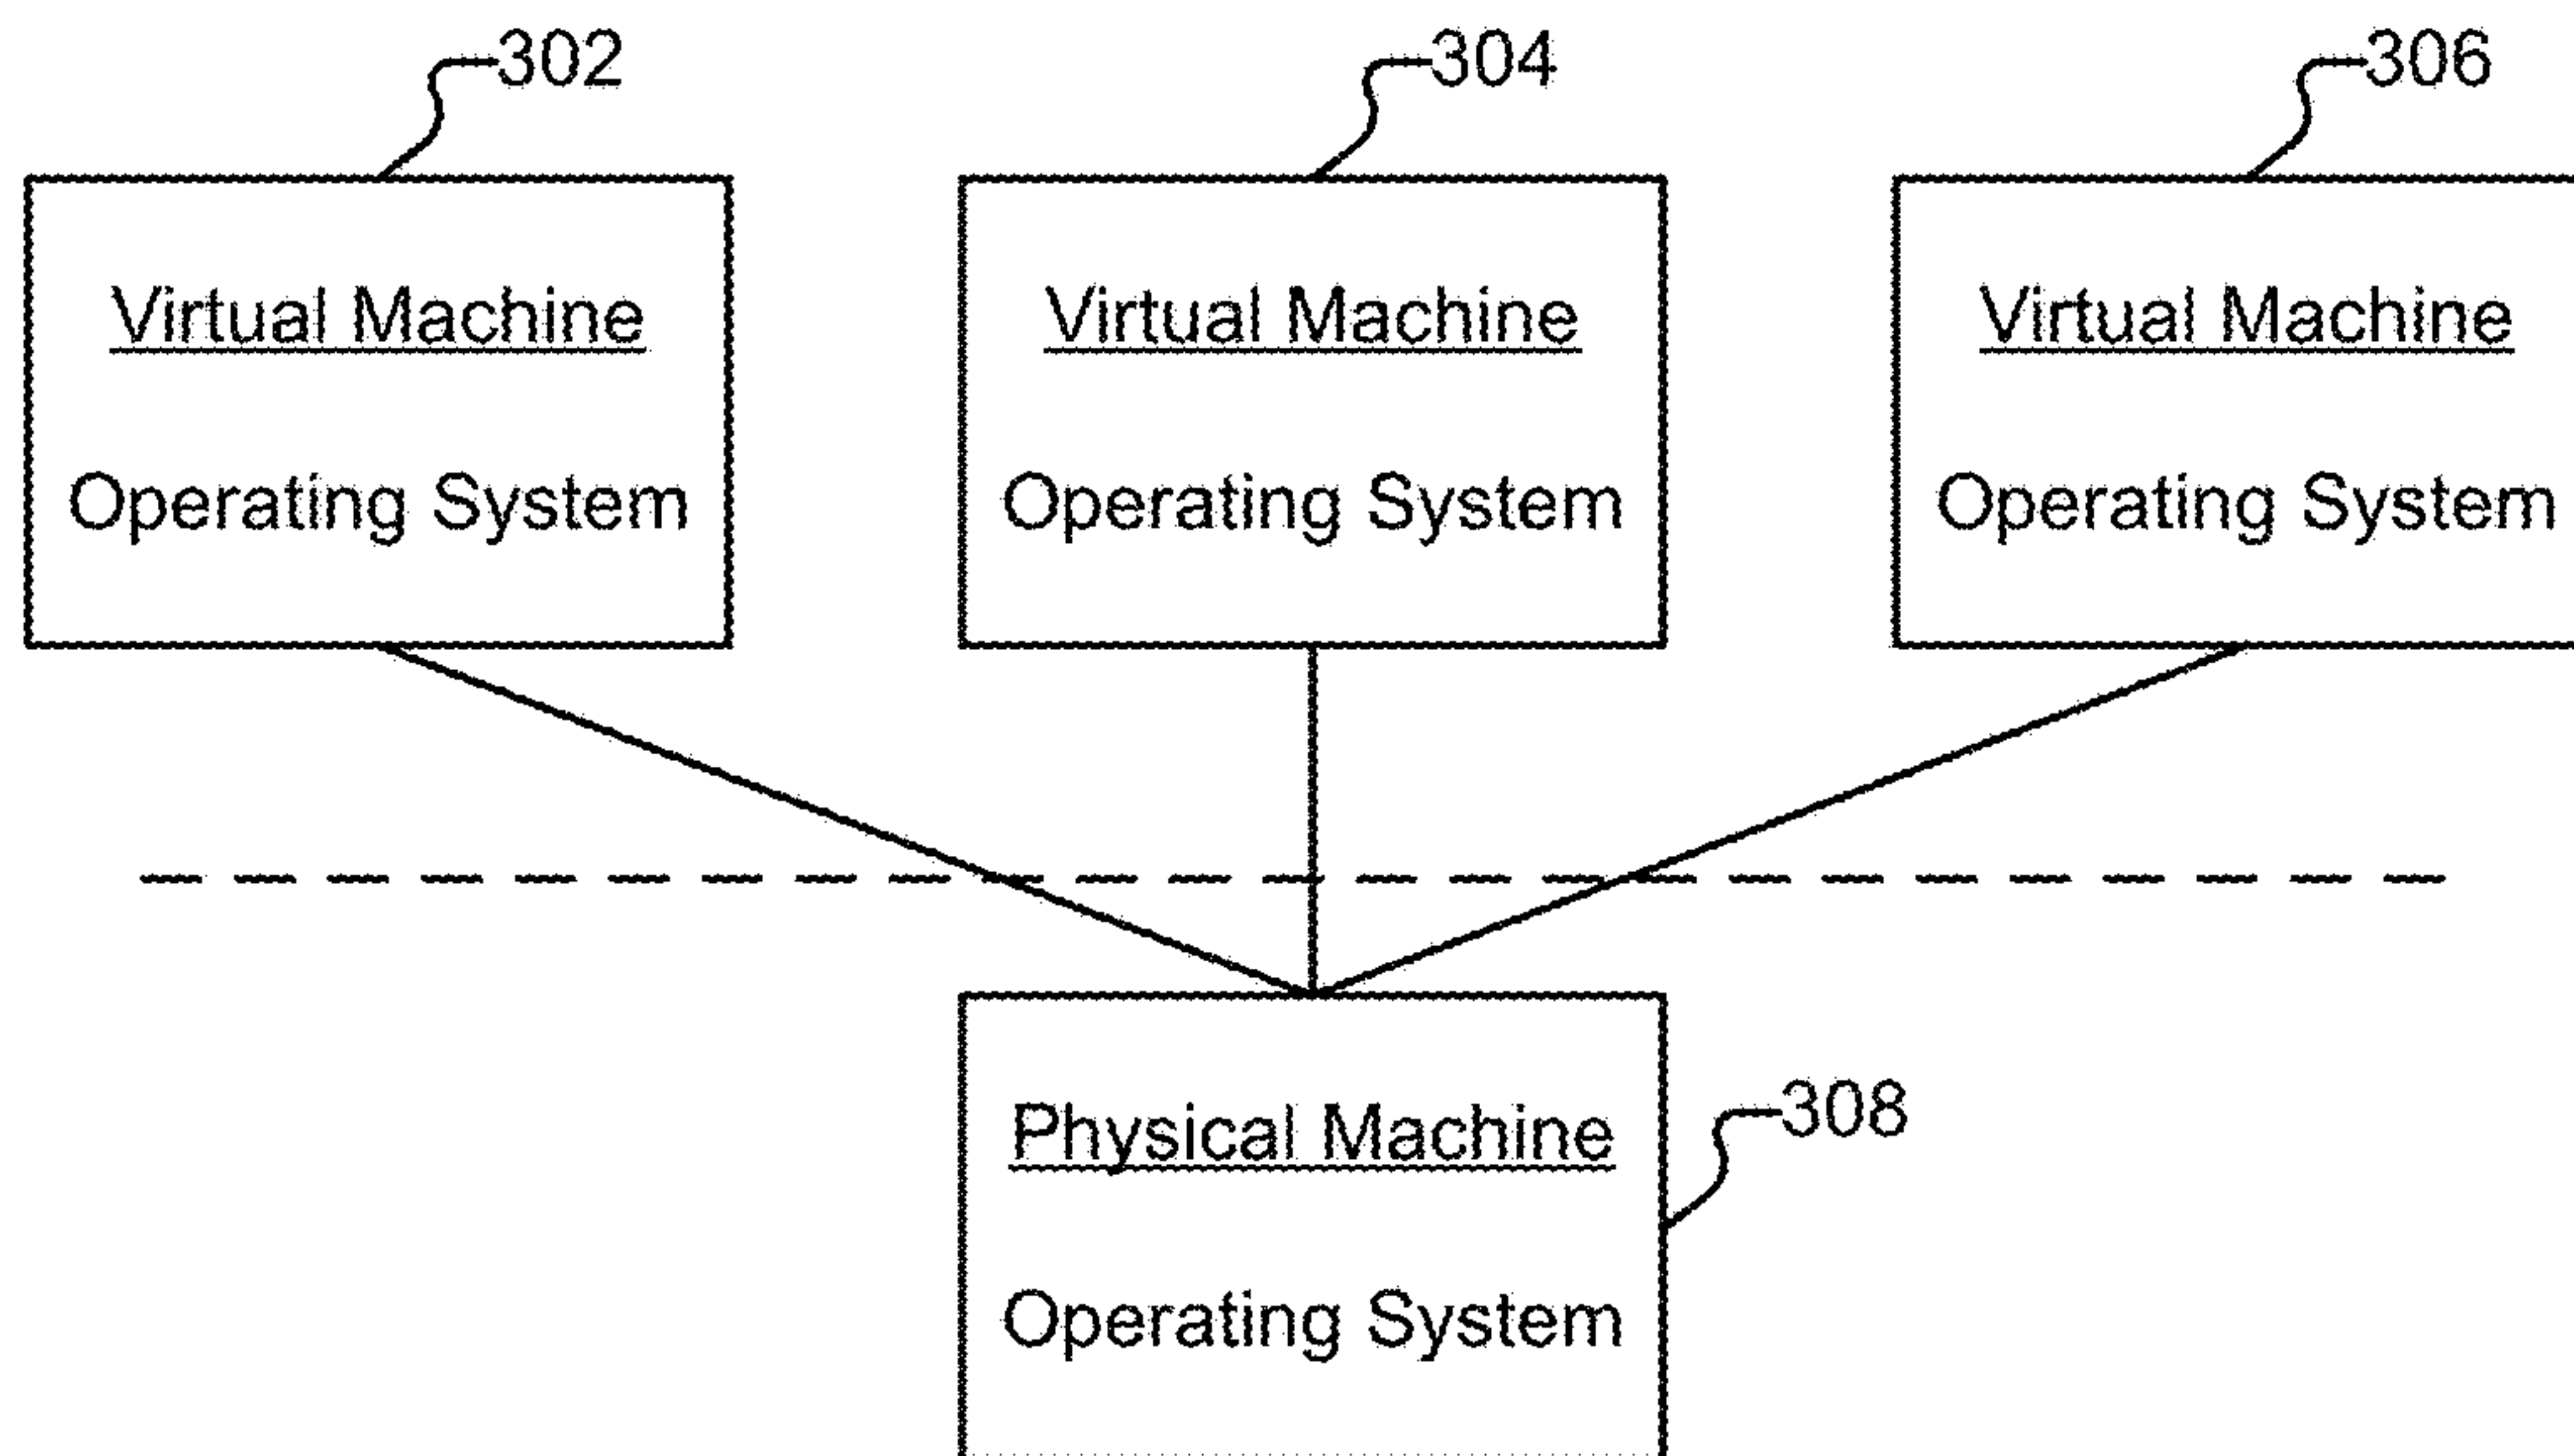 302
304
306
Virtual Machine
Operating System
Virtual Machine
Operating System
Virtual Machine
Operating System
Physical Machine
Operating System
308